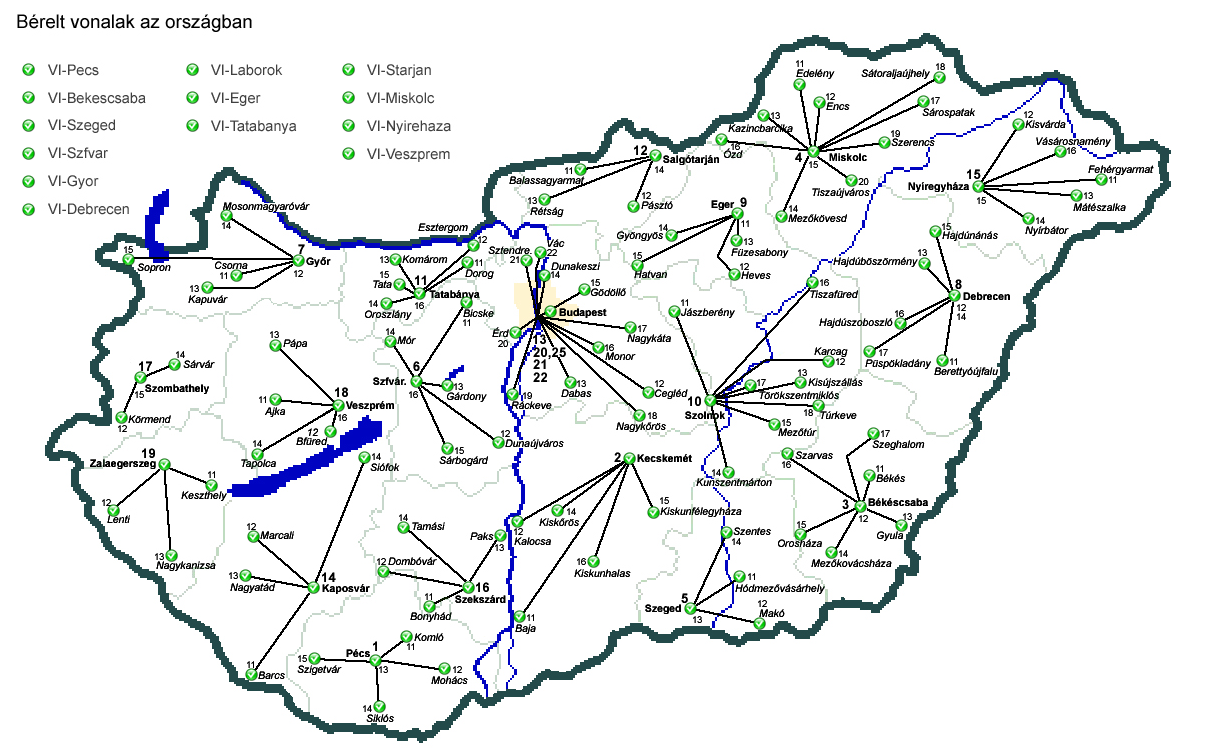 Bérelt vonalak az országban
VI-Pecs
VI-Bekescsaba
VI-Szeged
VI-Szfvar
VI-Gyor
VI-Debrecen
VI-Laborok
VI-Eger
VI-Tatabanya
VI-Starjan
VI-Miskolc
VI-Nyirehaza
VI-Veszprem
Mosonmagyaróvár
14
15
Sopron
7
Győr
12
Csorna
11
13
Kapuvár
Esztergom
12
13
Komárom
11
Dorog
Tata
15
11
Tatabánya
16
14
Oroszlány
Bicske
11
14
Mór
6
Szfvár.
16
13
Gárdony
15
Sárbogárd
12
Dunaújváros
17
Szombathely
15
14
Sárvár
Körmend
12
13
Pápa
11
Ajka
18
Veszprém
16
12
Bfüred
14
Tapolca
19
Zalaegerszeg
11
Keszthely
12
Lenti
13
Nagykanizsa
14
Siófok
12
Marcali
13
Nagyatád
14
Kaposvár
11
Barcs
14
Tamási
12
Dombóvár
Paks
13
16
Szekszárd
11
Bonyhád
Pécs
1
13
Komló
11
15
Szigetvár
12
Mohács
14
Siklós
12
Salgótarján
14
11
Balassagyarmat
13
Rétság
12
Pásztó
Sztendre
21
Vác
22
Dunakeszi
14
15
Gödöllő
Budapest
13
20,25
21
22
Érd
20
17
Nagykáta
16
Monor
13
Dabas
19
Ráckeve
12
Cegléd
18
Nagykőrös
Eger
9
14
Gyöngyös
15
Hatvan
11
13
Füzesabony
12
Heves
11
Edelény
12
Encs
13
Kazincbarcika
16
Ózd
4
Miskolc
15
18
Sátoraljaújhely
17
Sárospatak
19
Szerencs
20
Tiszaújváros
14
Mezőkövesd
12
Kisvárda
Vásárosnamény
16
15
Nyíregyháza
15
Fehérgyarmat
11
13
Mátészalka
14
Nyírbátor
15
Hajdúnánás
Hajdúböszörmény
13
8
Debrecen
12
14
Hajdúszoboszló
16
17
Püspökladány
11
Berettyóújfalu
11
Jászberény
16
Tiszafüred
Karcag
12
13
Kisújszállás
17
Törökszentmiklós
18
Túrkeve
15
Mezőtúr
10
Szolnok
14
Kunszentmárton
2
Kecskemét
12
Kalocsa
14
Kiskőrös
15
Kiskunfélegyháza
16
Kiskunhalas
11
Baja
17
Szeghalom
Szarvas
16
11
Békés
3
Békéscsaba
12
13
Gyula
15
Orosháza
14
Mezőkovácsháza
Szentes
14
11
Hódmezővásárhely
5
Szeged
13
12
Makó